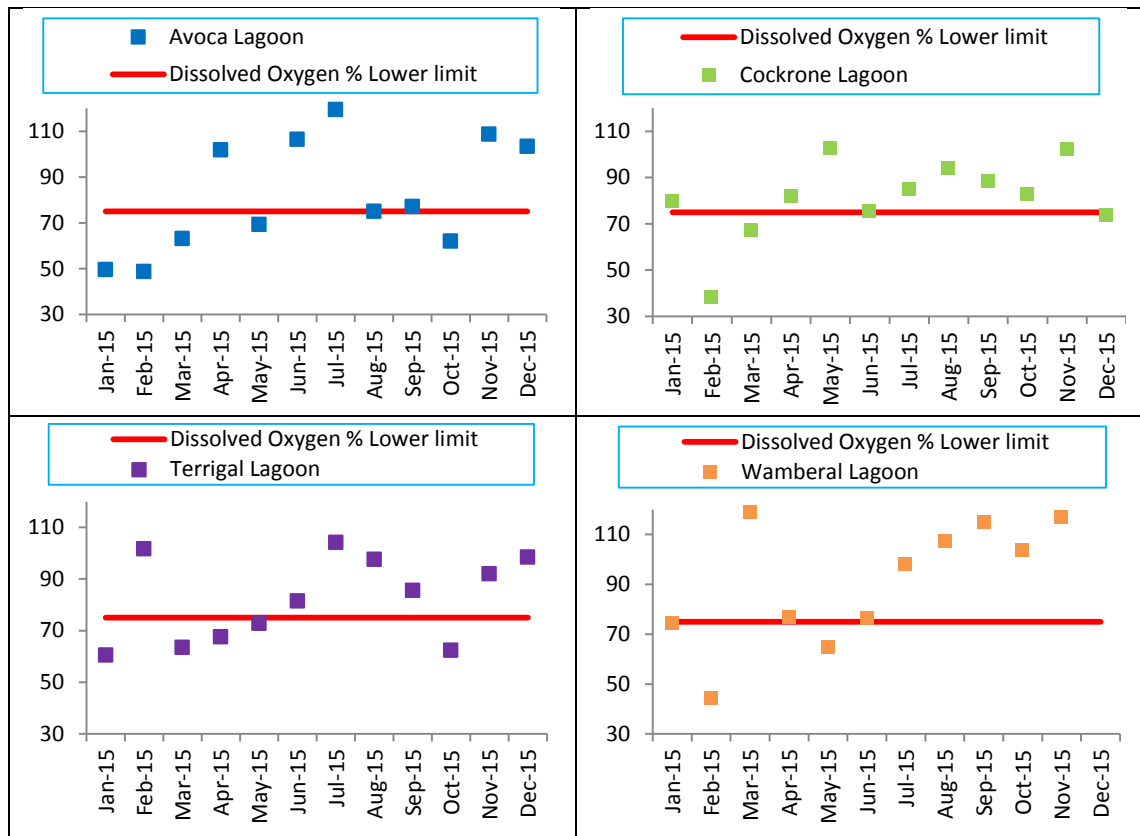 Avoca Lagoon
Dissolved Oxygen % Lower limit
110
90
70
50
30
Jan-15
Feb-15
Mar-15
Apr-15
May-15
Jun-15
Jul-15
Aug-15
Sep-15
Oct-15
Nov-15
Dec-15
Dissolved Oxygen % Lower limit
Cockrone Lagoon
110
90
70
50
30
Jan-15
Feb-15
Mar-15
Apr-15
May-15
Jun-15
Jul-15
Aug-15
Sep-15
Oct-15
Nov-15
Dec-15
Dissolved Oxygen % Lower limit
Terrigal Lagoon
110
90
70
50
30
Jan-15
Feb-15
Mar-15
Apr-15
May-15
Jun-15
Jul-15
Aug-15
Sep-15
Oct-15
Nov-15
Dec-15
Dissolved Oxygen % Lower limit
Wamberal Lagoon
110
90
70
50
30
Jan-15
Feb-15
Mar-15
Apr-15
May-15
Jun-15
Jul-15
Aug-15
Sep-15
Oct-15
Nov-15
Dec-15